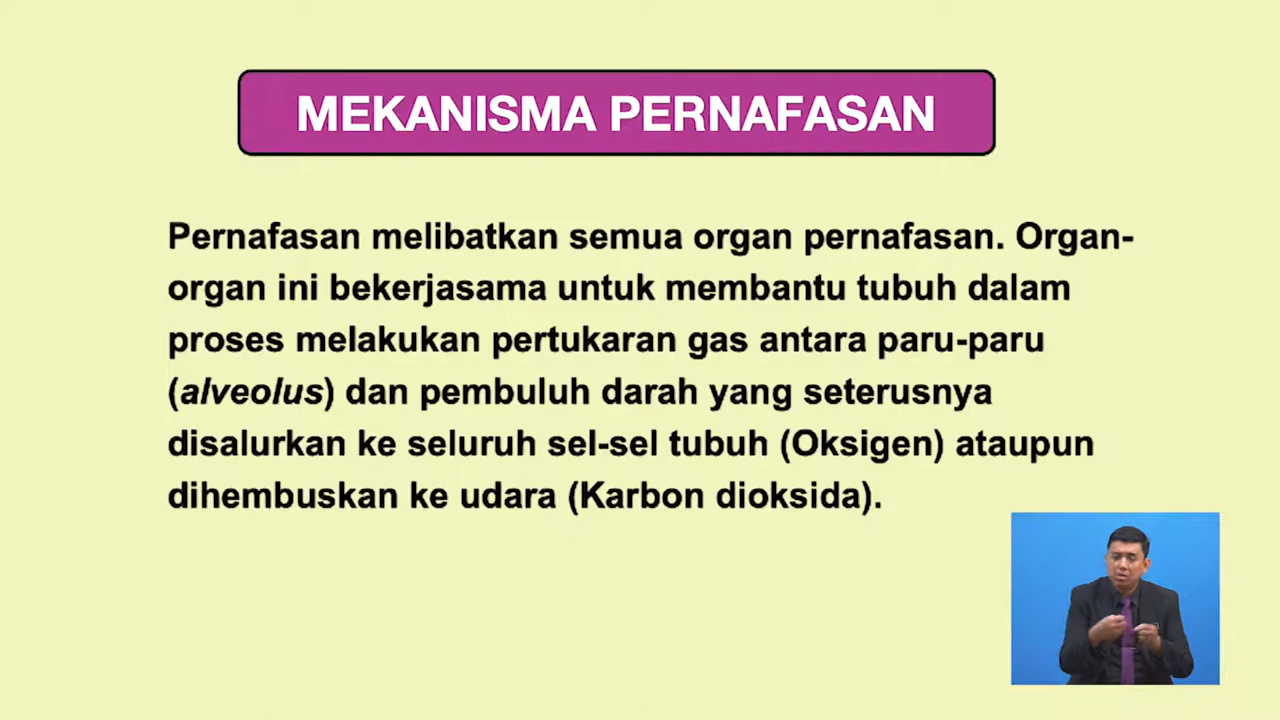 MEKANISMA PERNAFASAN
Pernafasan melibatkan semua organ pernafasan. Organ-
organ ini bekerjasama untuk membantu tubuh dalam
proses melakukan pertukaran gas antara paru-paru
(alveolus) dan pembuluh darah yang seterusnya
disalurkan ke seluruh sel-sel tubuh (Oksigen) ataupun
dihembuskan ke udara (Karbon dioksida).